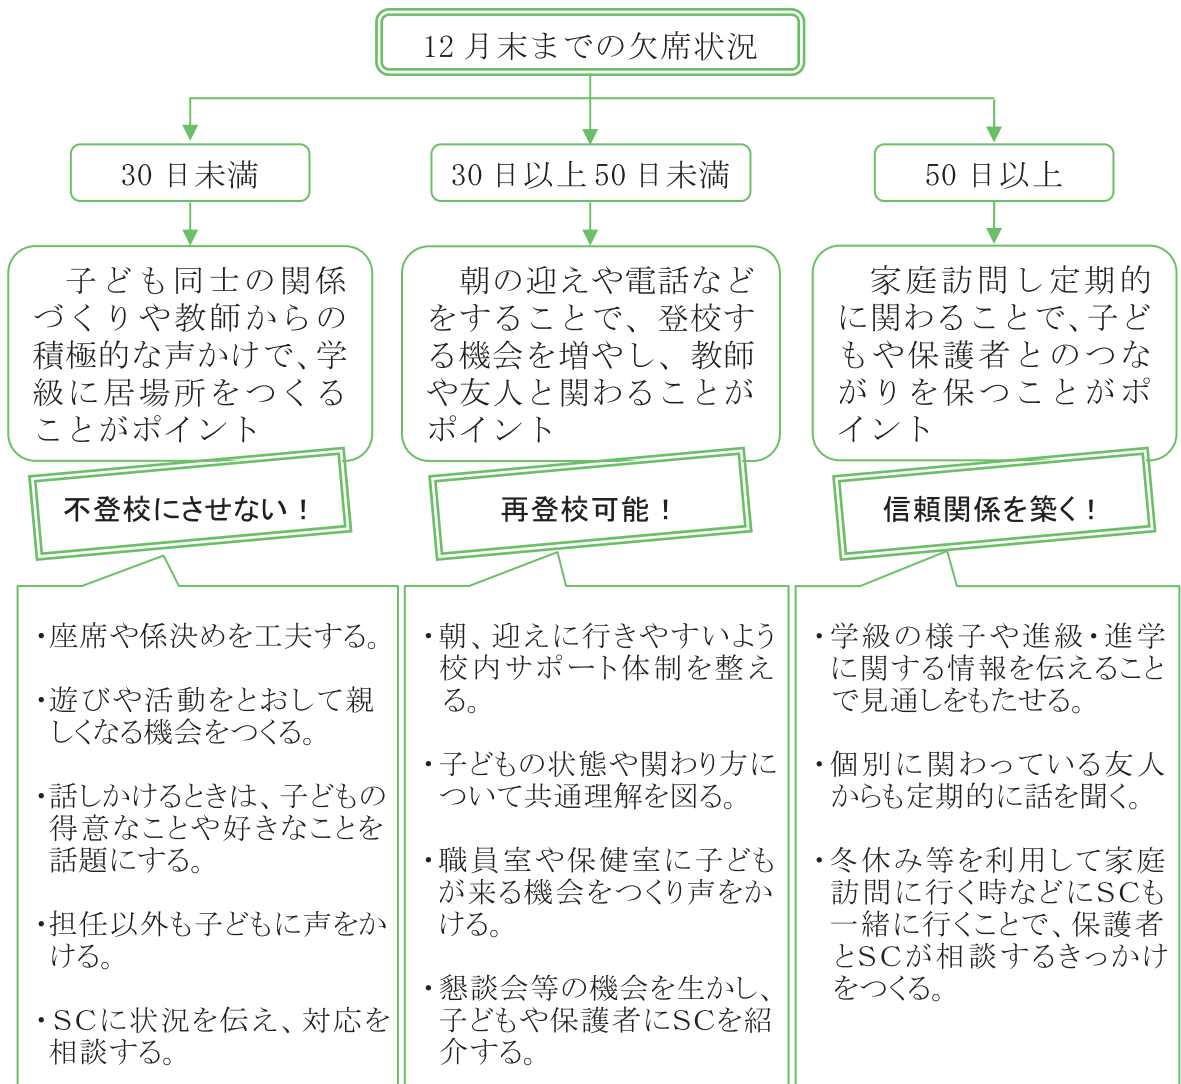 12月末までの欠席状況
30日未満
30日以上50日未満
50日以上
子ども同士の関係
づくりや教師からの
積極的な声かけで、学
級に居場所をつくる
ことがポイント
朝の迎えや電話など
をすることで、登校す
る機会を増やし、教師
や友人と関わることが
ポイント
家庭訪問し定期的
に関わることで、子ど
もや保護者とのつな
がりを保つことがポ
イント
不登校にさせない!
再登校可能!
信頼関係を築く!
・座席や係決めを工夫する。
・遊びや活動をとおして親
しくなる機会をつくる。
・話しかけるときは、子どもの
得意なことや好きなことを
話題にする。
・担任以外も子どもに声をか
ける。
・SCに状況を伝え、対応を
相談する。
・朝、迎えに行きやすいよう
校内サポート体制を整え
る。
・子どもの状態や関わり方に
ついて共通理解を図る。
・職員室や保健室に子ども
が来る機会をつくり声をか
ける。
・懇談会等の機会を生かし、
子どもや保護者にSCを紹
介する。
・学級の様子や進級・進学
に関する情報を伝えること
で見通しをもたせる。
・個別に関わっている友人
からも定期的に話を聞く。
・冬休み等を利用して家庭
訪問に行く時などにSCも
一緒に行くことで、保護者
とSCが相談するきっかけ
をつくる。